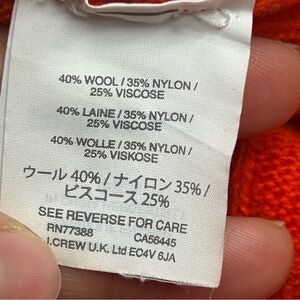 40% WOOL / 35% NYLON /
25% VISCOSE
40% LAINE / 35% NYLON /
25% VISCOSE
40% WOLLE / 35% NYLON /
25% VISKOSE
ウール 40% / ナイロン 35% /
ビスコース 25%
SEE REVERSE FOR CARE
RN77388 CA56445
J.CREW U.K. Ltd EC4V 6JA